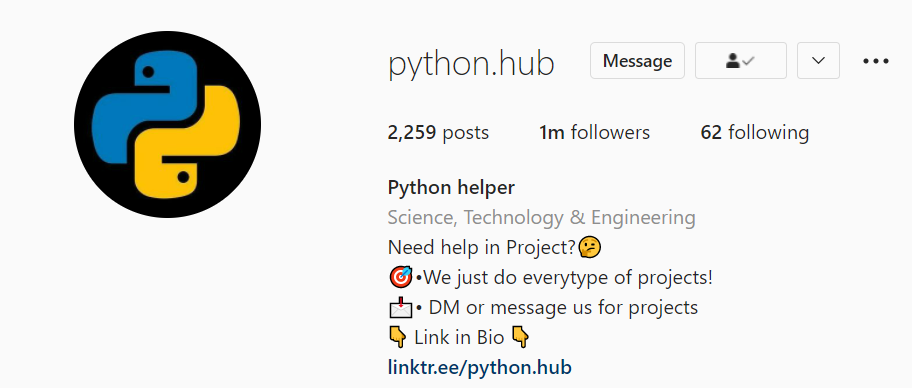 python.hub Message
2,259 posts 1m followers 62 following
Python helper
Science, Technology & Engineering
Need help in Project?🤔
🎯•We just do everytype of projects!
📩• DM or message us for projects
👇 Link in Bio 👇
linktr.ee/python.hub